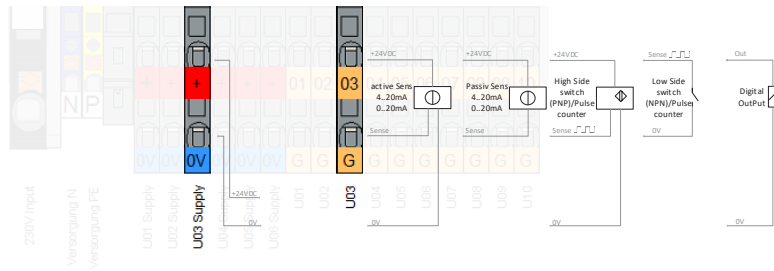 +24VDC
+24VDC
+24VDC
Sense
Out
N P
+ + + + + + 01 02 03
active Sens
4..20mA
0..20mA
Passiv Sens
4..20mA
0..20mA
High Side
switch
(PNP)/Pulse
counter
Low Side
switch
(NPN)/Pulse
counter
Digital
OutPut
Sense
Sense
Sense
0V
0V 0V 0V 0V 0V 0V G G G G G G G G G G
230V Input
Versorgung N
Versorgung PE
U01 Supply
U02 Supply
U03 Supply
U04 Supply
U05 Supply
U06 Supply
U01
U02
U03
U04
U05
U06
U07
U08
U09
U10
+24VDC
0V
0V
0V
0V